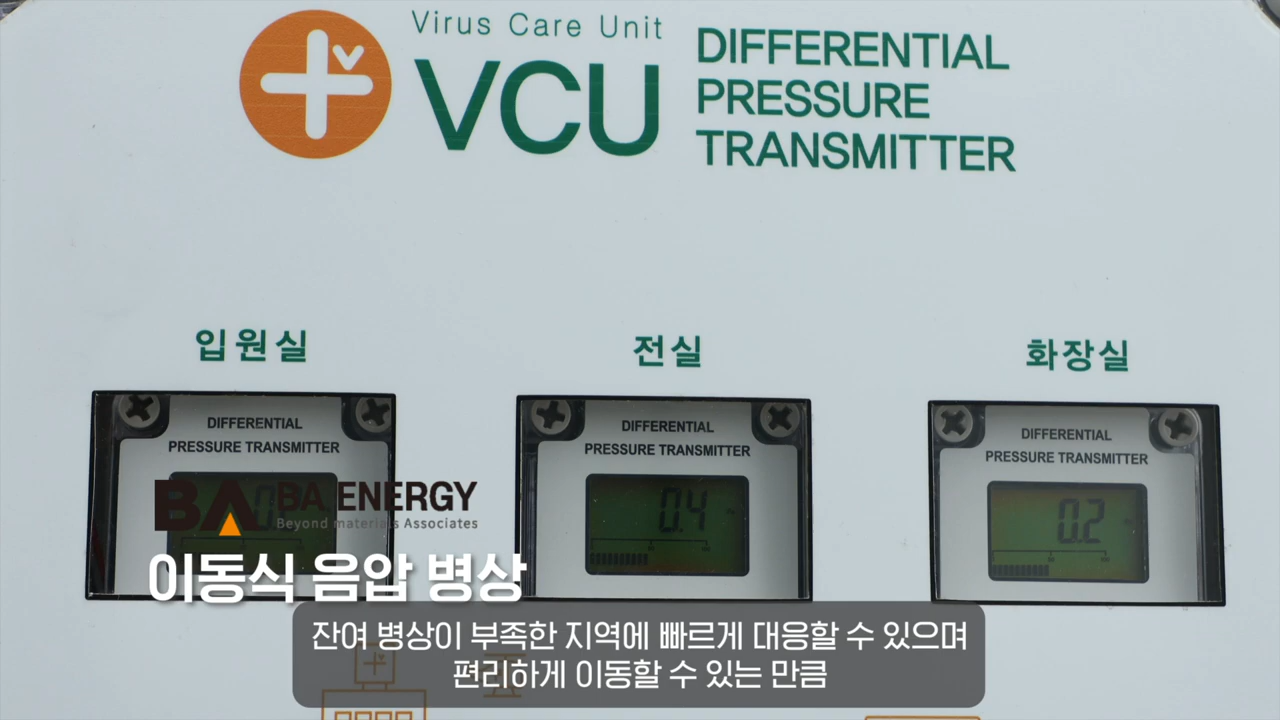 Virus Care Unit
VCU
DIFFERENTIAL
PRESSURE
TRANSMITTER
입원실
전실
화장실
DIFFERENTIAL
PRESSURE TRANSMITTER
DIFFERENTIAL
PRESSURE TRANSMITTER
0.4
DIFFERENTIAL
PRESSURE TRANSMITTER
0.2
BA BA ENERGY
Beyond materials Associates
이동식 음압 병상
잔여 병상이 부족한 지역에 빠르게 대응할 수 있으며
편리하게 이동할 수 있는 만큼